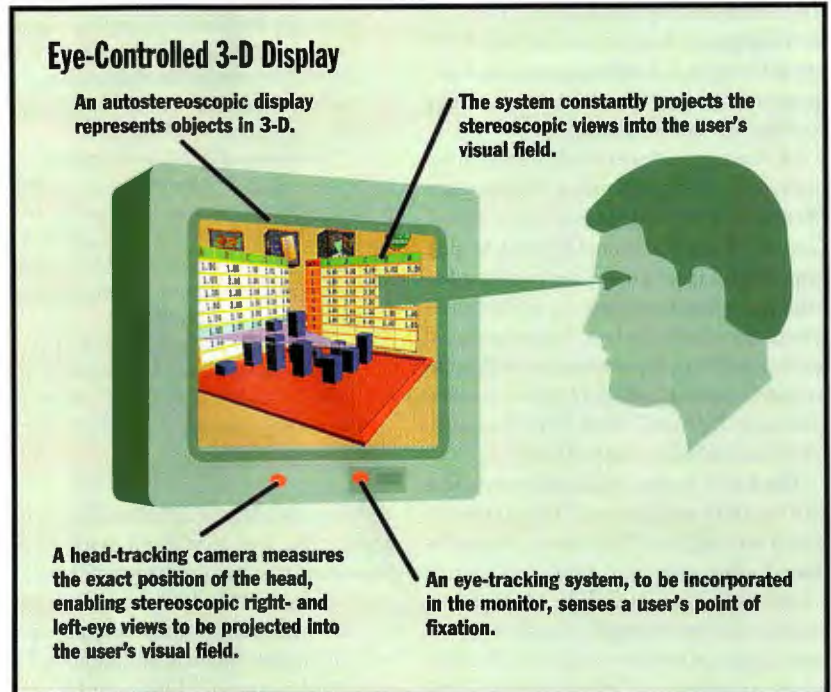 Eye-Controlled 3-D Display
An autostereoscopic display
represents objects in 3-D.
The system constantly projects the
stereoscopic views into the user's
visual field.
A head-tracking camera measures
the exact position of the head,
enabling stereoscopic right- and
left-eye views to be projected into
the user's visual field.
An eye-tracking system, to be incorporated
in the monitor, senses a user's point of
fixation.